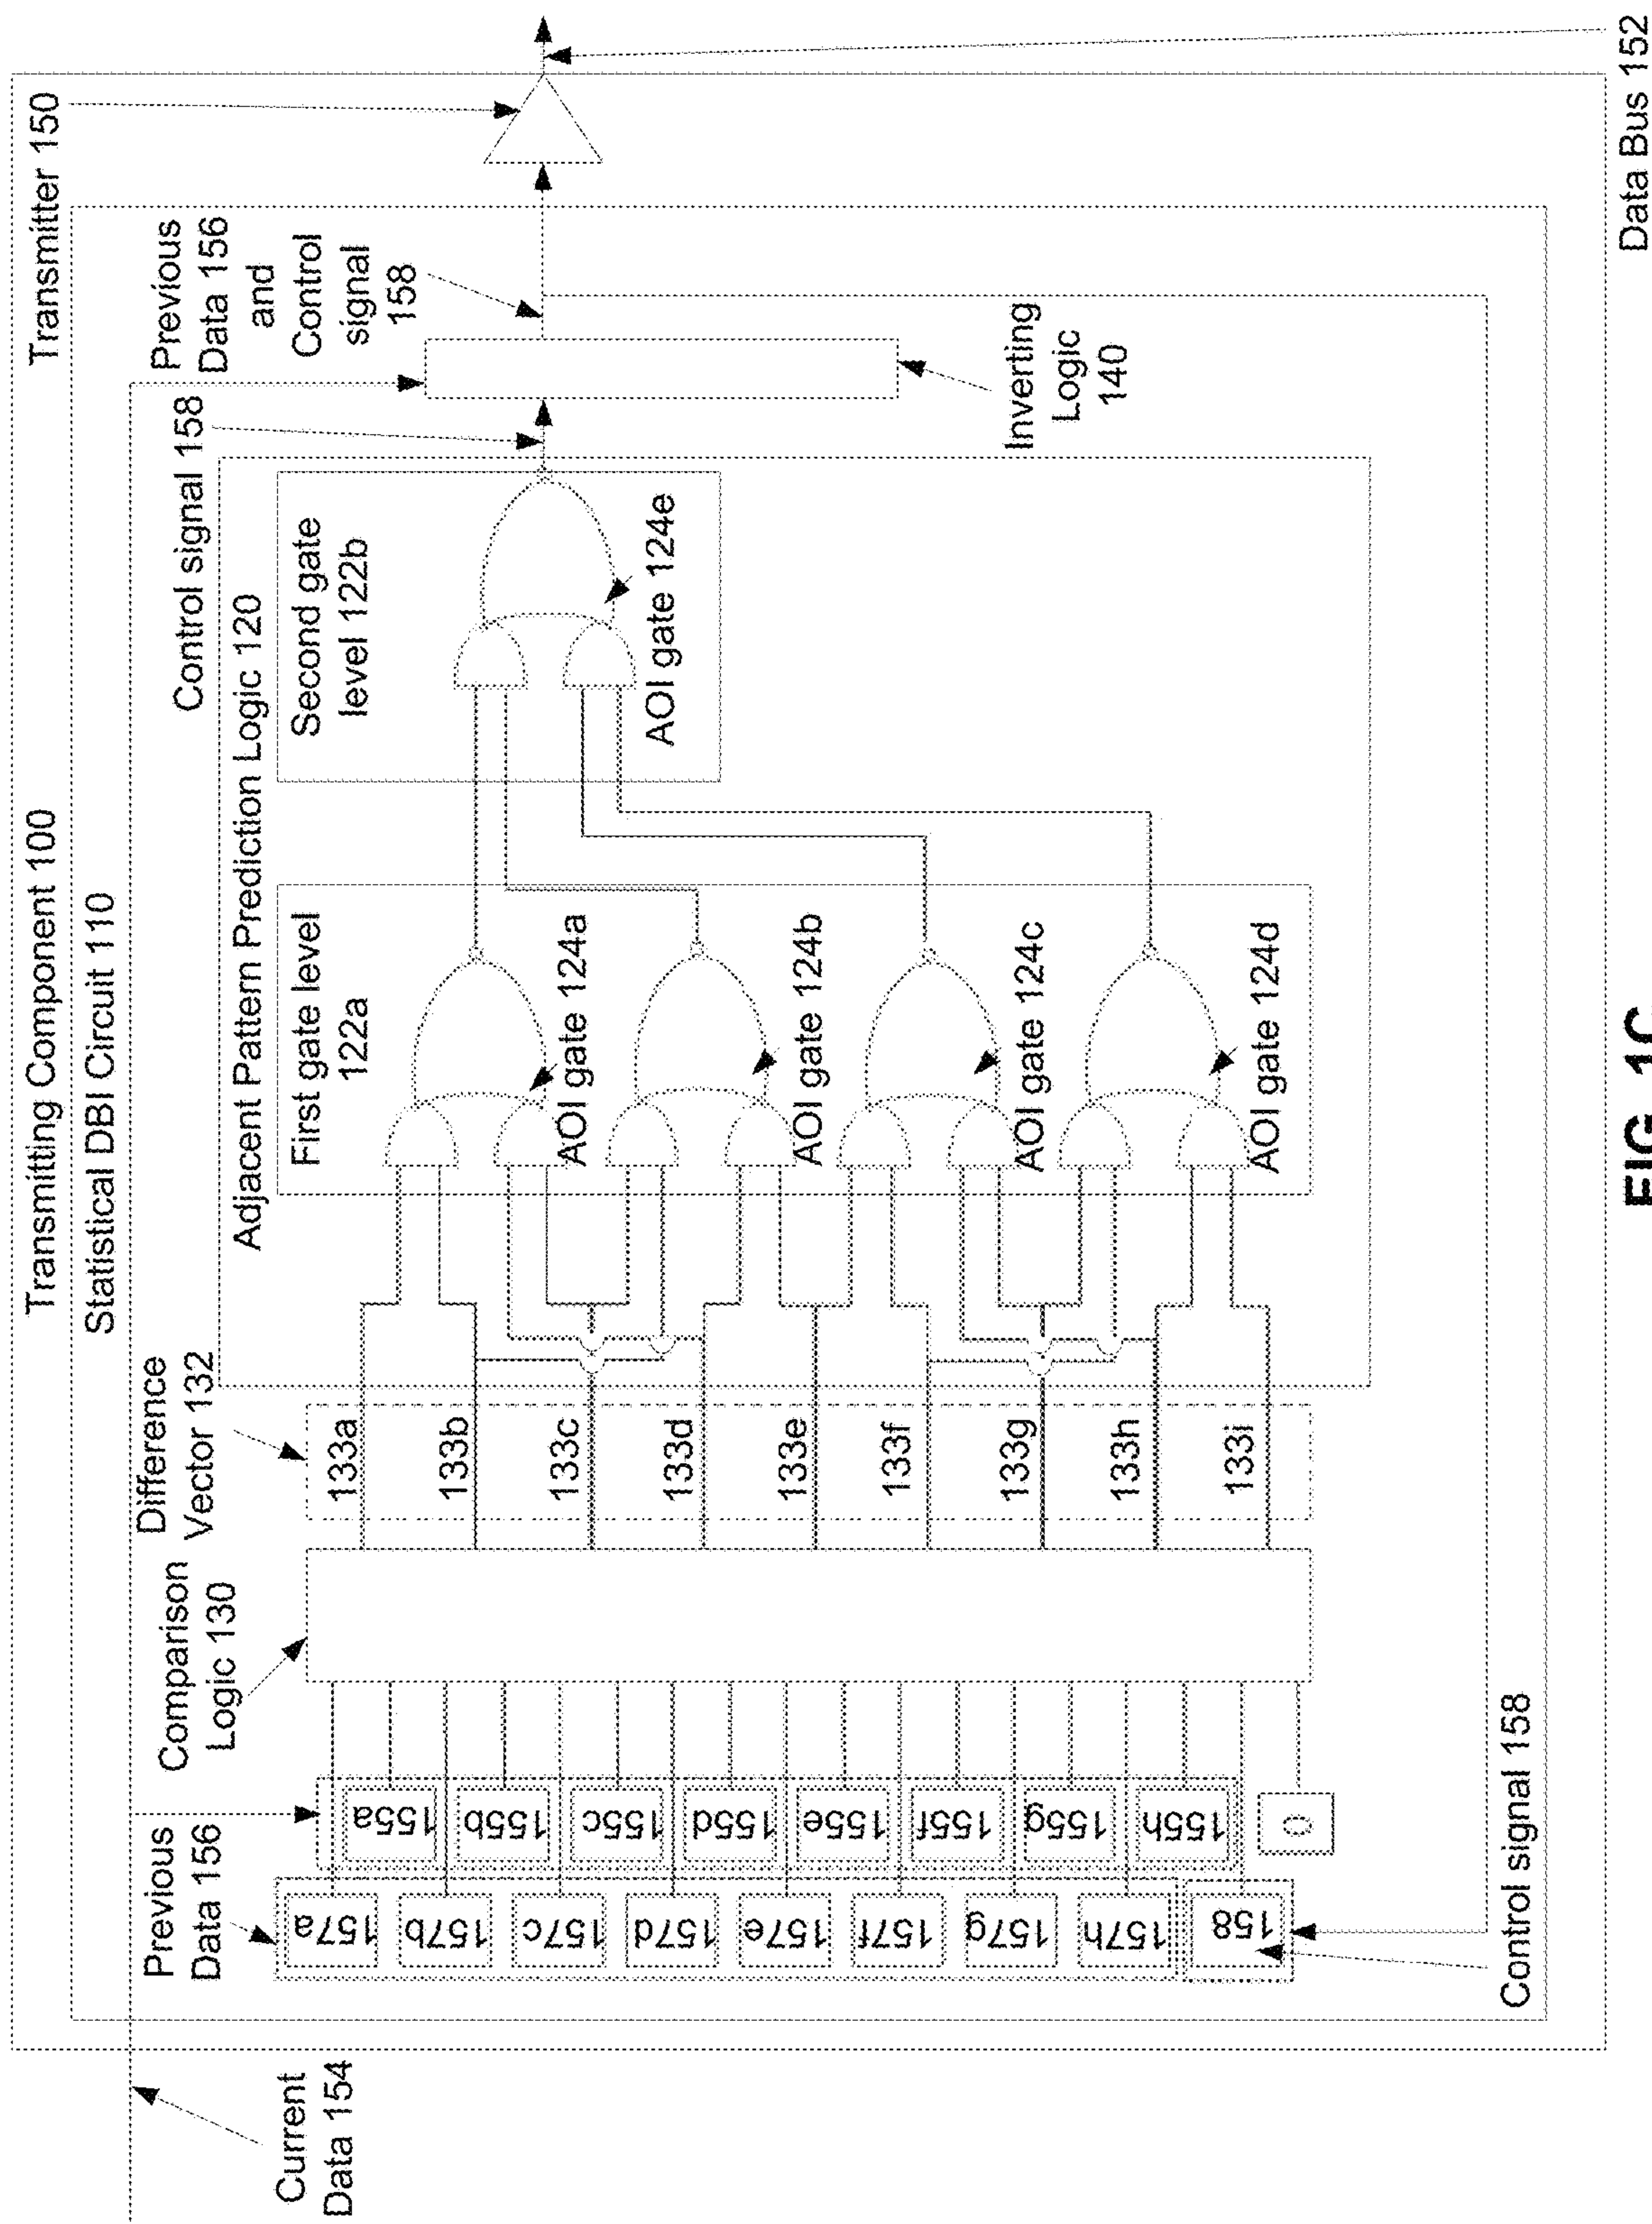 Transmitting Component 100
Transmitter 150
Statistical DBI Circuit 110
Current
Data 154
Previous
Data 156
Comparison
Logic 130
Difference
Vector 132
Control signal 158
Previous
Data 156
and
Control
signal
158
Adjacent Pattern Prediction Logic 120
First gate level
122a
Second gate
level 122b
157a
157b
157c
157d
157e
157f
157g
157h
158
155a
155b
155c
155d
155e
155f
155g
155h
0
133a
133b
133c
133d
133e
133f
133g
133h
133i
AOI gate 124a
AOI gate 124b
AOI gate 124c
AOI gate 124d
AOI gate 124e
Inverting
Logic
140
Control signal 158
Data Bus 152
FIG. 1C